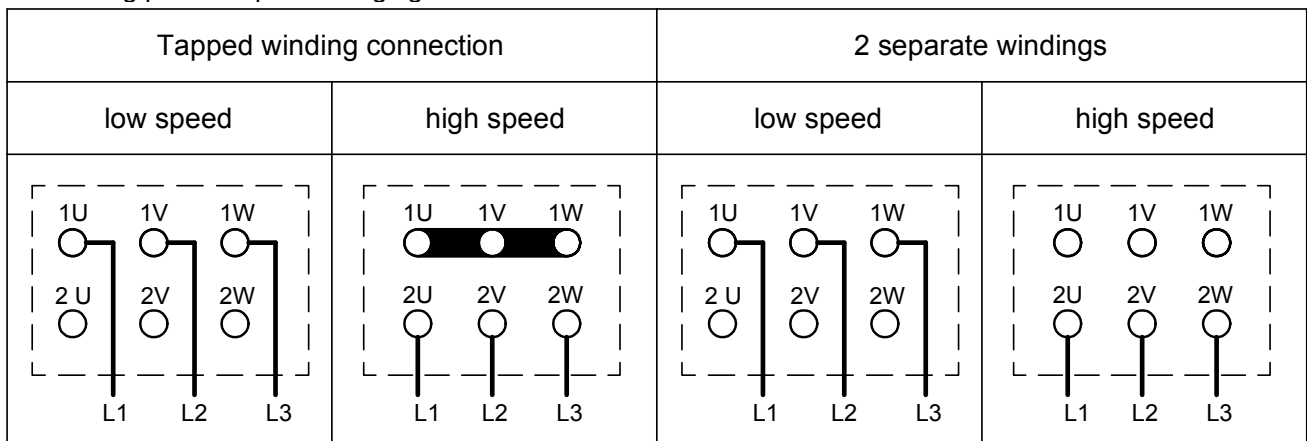 Tapped winding connection 2 separate windings
low speed high speed low speed high speed
1U 1V 1W 1U 1V 1W 1U 1V 1W 1U 1V 1W
2 U 2V 2W 2U 2V 2W 2 U 2V 2W 2U 2V 2W
L1 L2 L3 L1 L2 L3 L1 L2 L3 L1 L2 L3